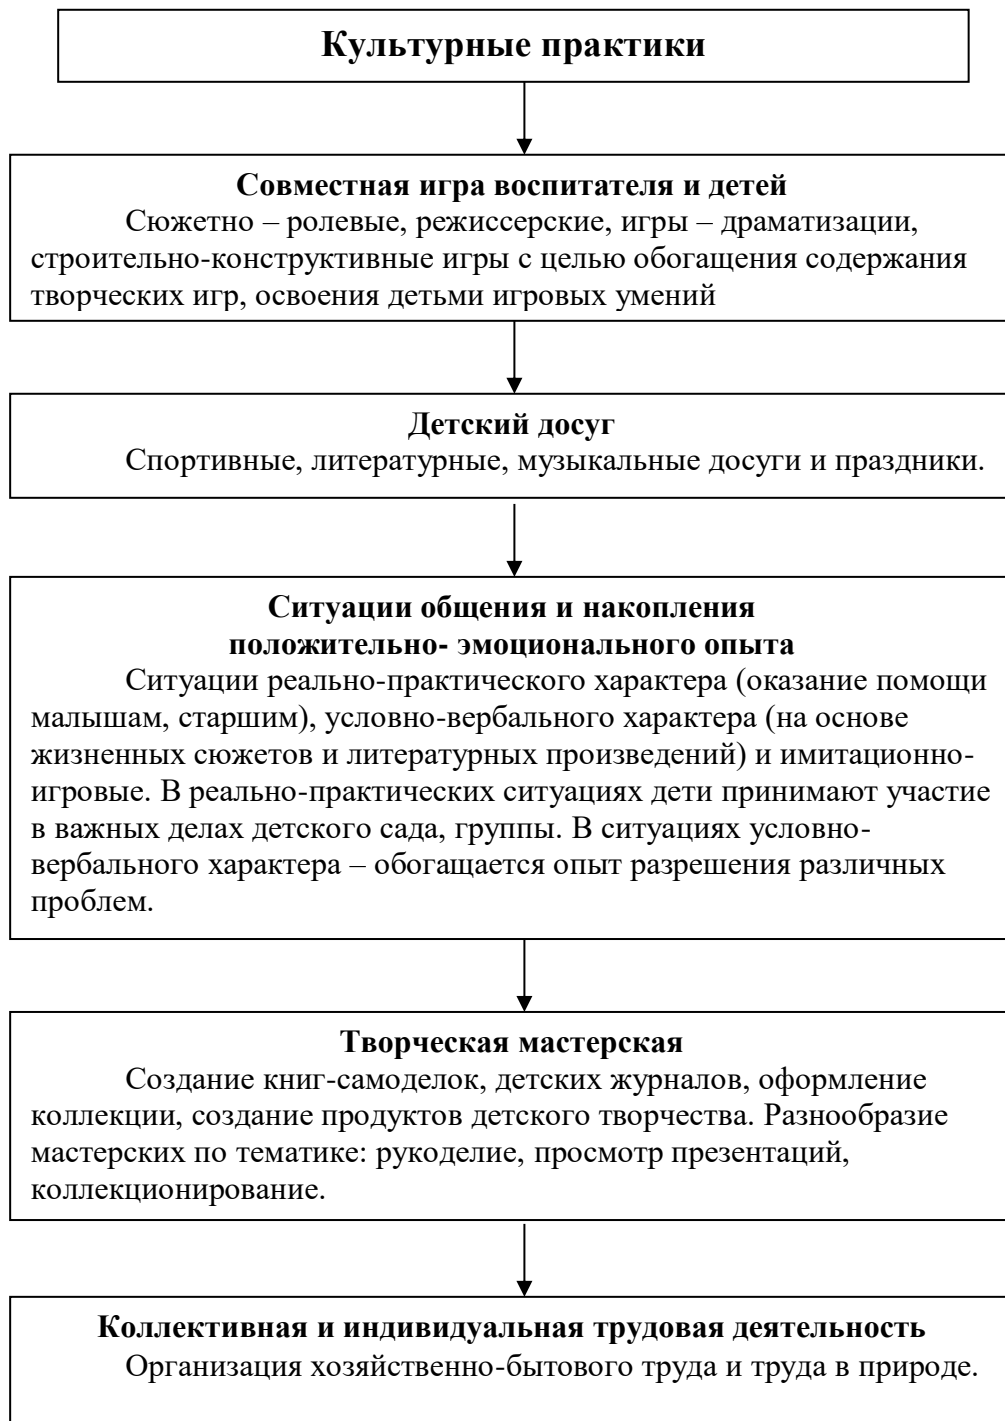 Культурные практики
Совместная игра воспитателя и детей
Сюжетно – ролевые, режиссерские, игры – драматизации,
строительно-конструктивные игры с целью обогащения содержания
творческих игр, освоения детьми игровых умений
Детский досуг
Спортивные, литературные, музыкальные досуги и праздники.
Ситуации общения и накопления
положительно- эмоционального опыта
Ситуации реально-практического характера (оказание помощи
малышам, старшим), условно-вербального характера (на основе
жизненных сюжетов и литературных произведений) и имитационно-
игровые. В реально-практических ситуациях дети принимают участие
в важных делах детского сада, группы. В ситуациях условно-
вербального характера – обогащается опыт разрешения различных
проблем.
Творческая мастерская
Создание книг-самоделок, детских журналов, оформление
коллекции, создание продуктов детского творчества. Разнообразие
мастерских по тематике: рукоделие, просмотр презентаций,
коллекционирование.
Коллективная и индивидуальная трудовая деятельность
Организация хозяйственно-бытового труда и труда в природе.